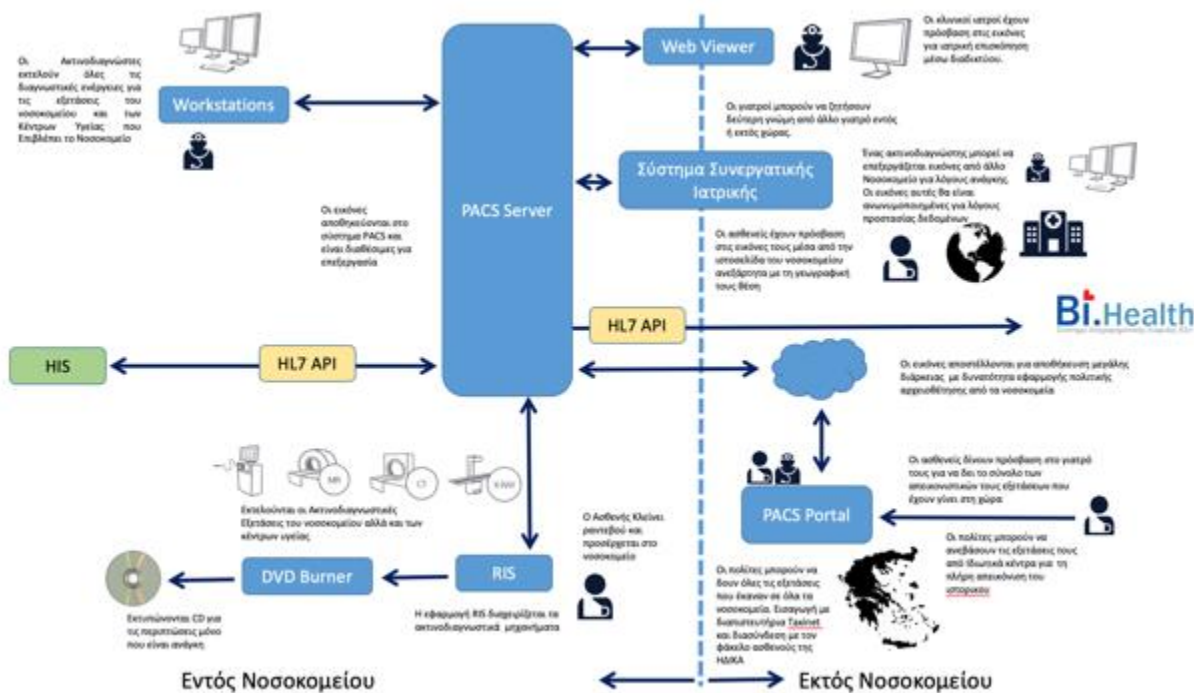 Οι Ακτινοδιαγνώστες
εκτελούν όλες τις
διαγνωστικές ενέργειες για
τις εξετάσεις του
νοσοκομείου και των
Κέντρων Υγείας που
Επιβλέπει το Νοσοκομείο
Workstations
PACS Server
Web Viewer
Οι κλινικοί ιατροί έχουν
πρόσβαση στις εικόνες
για ιατρική επισκόπηση
μέσω διαδικτύου.
Οι γιατροί μπορούν να ζητήσουν
δεύτερη γνώμη από άλλο γιατρό εντός
ή εκτός χώρας.
Σύστημα Συνεργατικής
Ιατρικής
Ένας ακτινοδιαγνώστης μπορεί να
επεξεργάζεται εικόνες από άλλο
Νοσοκομείο για λόγους ανάγκης.
Οι εικόνες αυτές θα είναι
ανωνυμοποιημένες για λόγους
προστασίας δεδομένων
Οι εικόνες
αποθηκεύονται στο
σύστημα PACS και
είναι διαθέσιμες για
επεξεργασία
Οι ασθενείς έχουν πρόσβαση
στις εικόνες τους μέσα από την
ιστοσελίδα του νοσοκομείου
ανεξάρτητα με τη γεωγραφική
τους θέση
HL7 API
Bi.Health
HIS
HL7 API
Οι εικόνες αποστέλλονται για αποθήκευση μεγάλης
διάρκειας με δυνατότητα εφαρμογής πολιτικής
αρχειοθέτησης από τα νοσοκομεία
MRI
CT
X-RAY
Εκτελούνται οι Ακτινοδιαγνωστικές
Εξετάσεις του νοσοκομείου αλλά και των
κέντρων υγείας
Ο Ασθενής Κλείνει
ραντεβού και
προσέρχεται στο
νοσοκομείο
Οι ασθενείς δίνουν πρόσβαση στο γιατρό
τους για να δει το σύνολο των
απεικονιστικών τους εξετάσεων που
έχουν γίνει στη χώρα
PACS Portal
Οι πολίτες μπορούν να
ανεβάσουν τις εξετάσεις τους
από Ιδιωτικά κέντρα για τη
πλήρη απεικόνιση του
ιστορικου
DVD Burner
RIS
Εκτυπώνονται CD για
τις περιπτώσεις μόνο
που είναι ανάγκη
Η εφαρμογή RIS διαχειρίζεται τα
ακτινοδιαγνωστικά μηχανήματα
Οι πολίτες μπορούν να
δουν όλες τις εξετάσεις
που έκαναν σε όλα τα
νοσοκομεία. Εισαγωγή με
διαπιστευτήρια Taxinet
και διασύνδεση με τον
φάκελο ασθενούς της
ΗΔΙΚΑ
Εντός Νοσοκομείου
Εκτός Νοσοκομείου